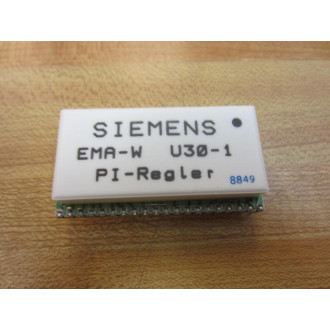 SIEMENS
EMA-W U30-1
PI-Regler
8849